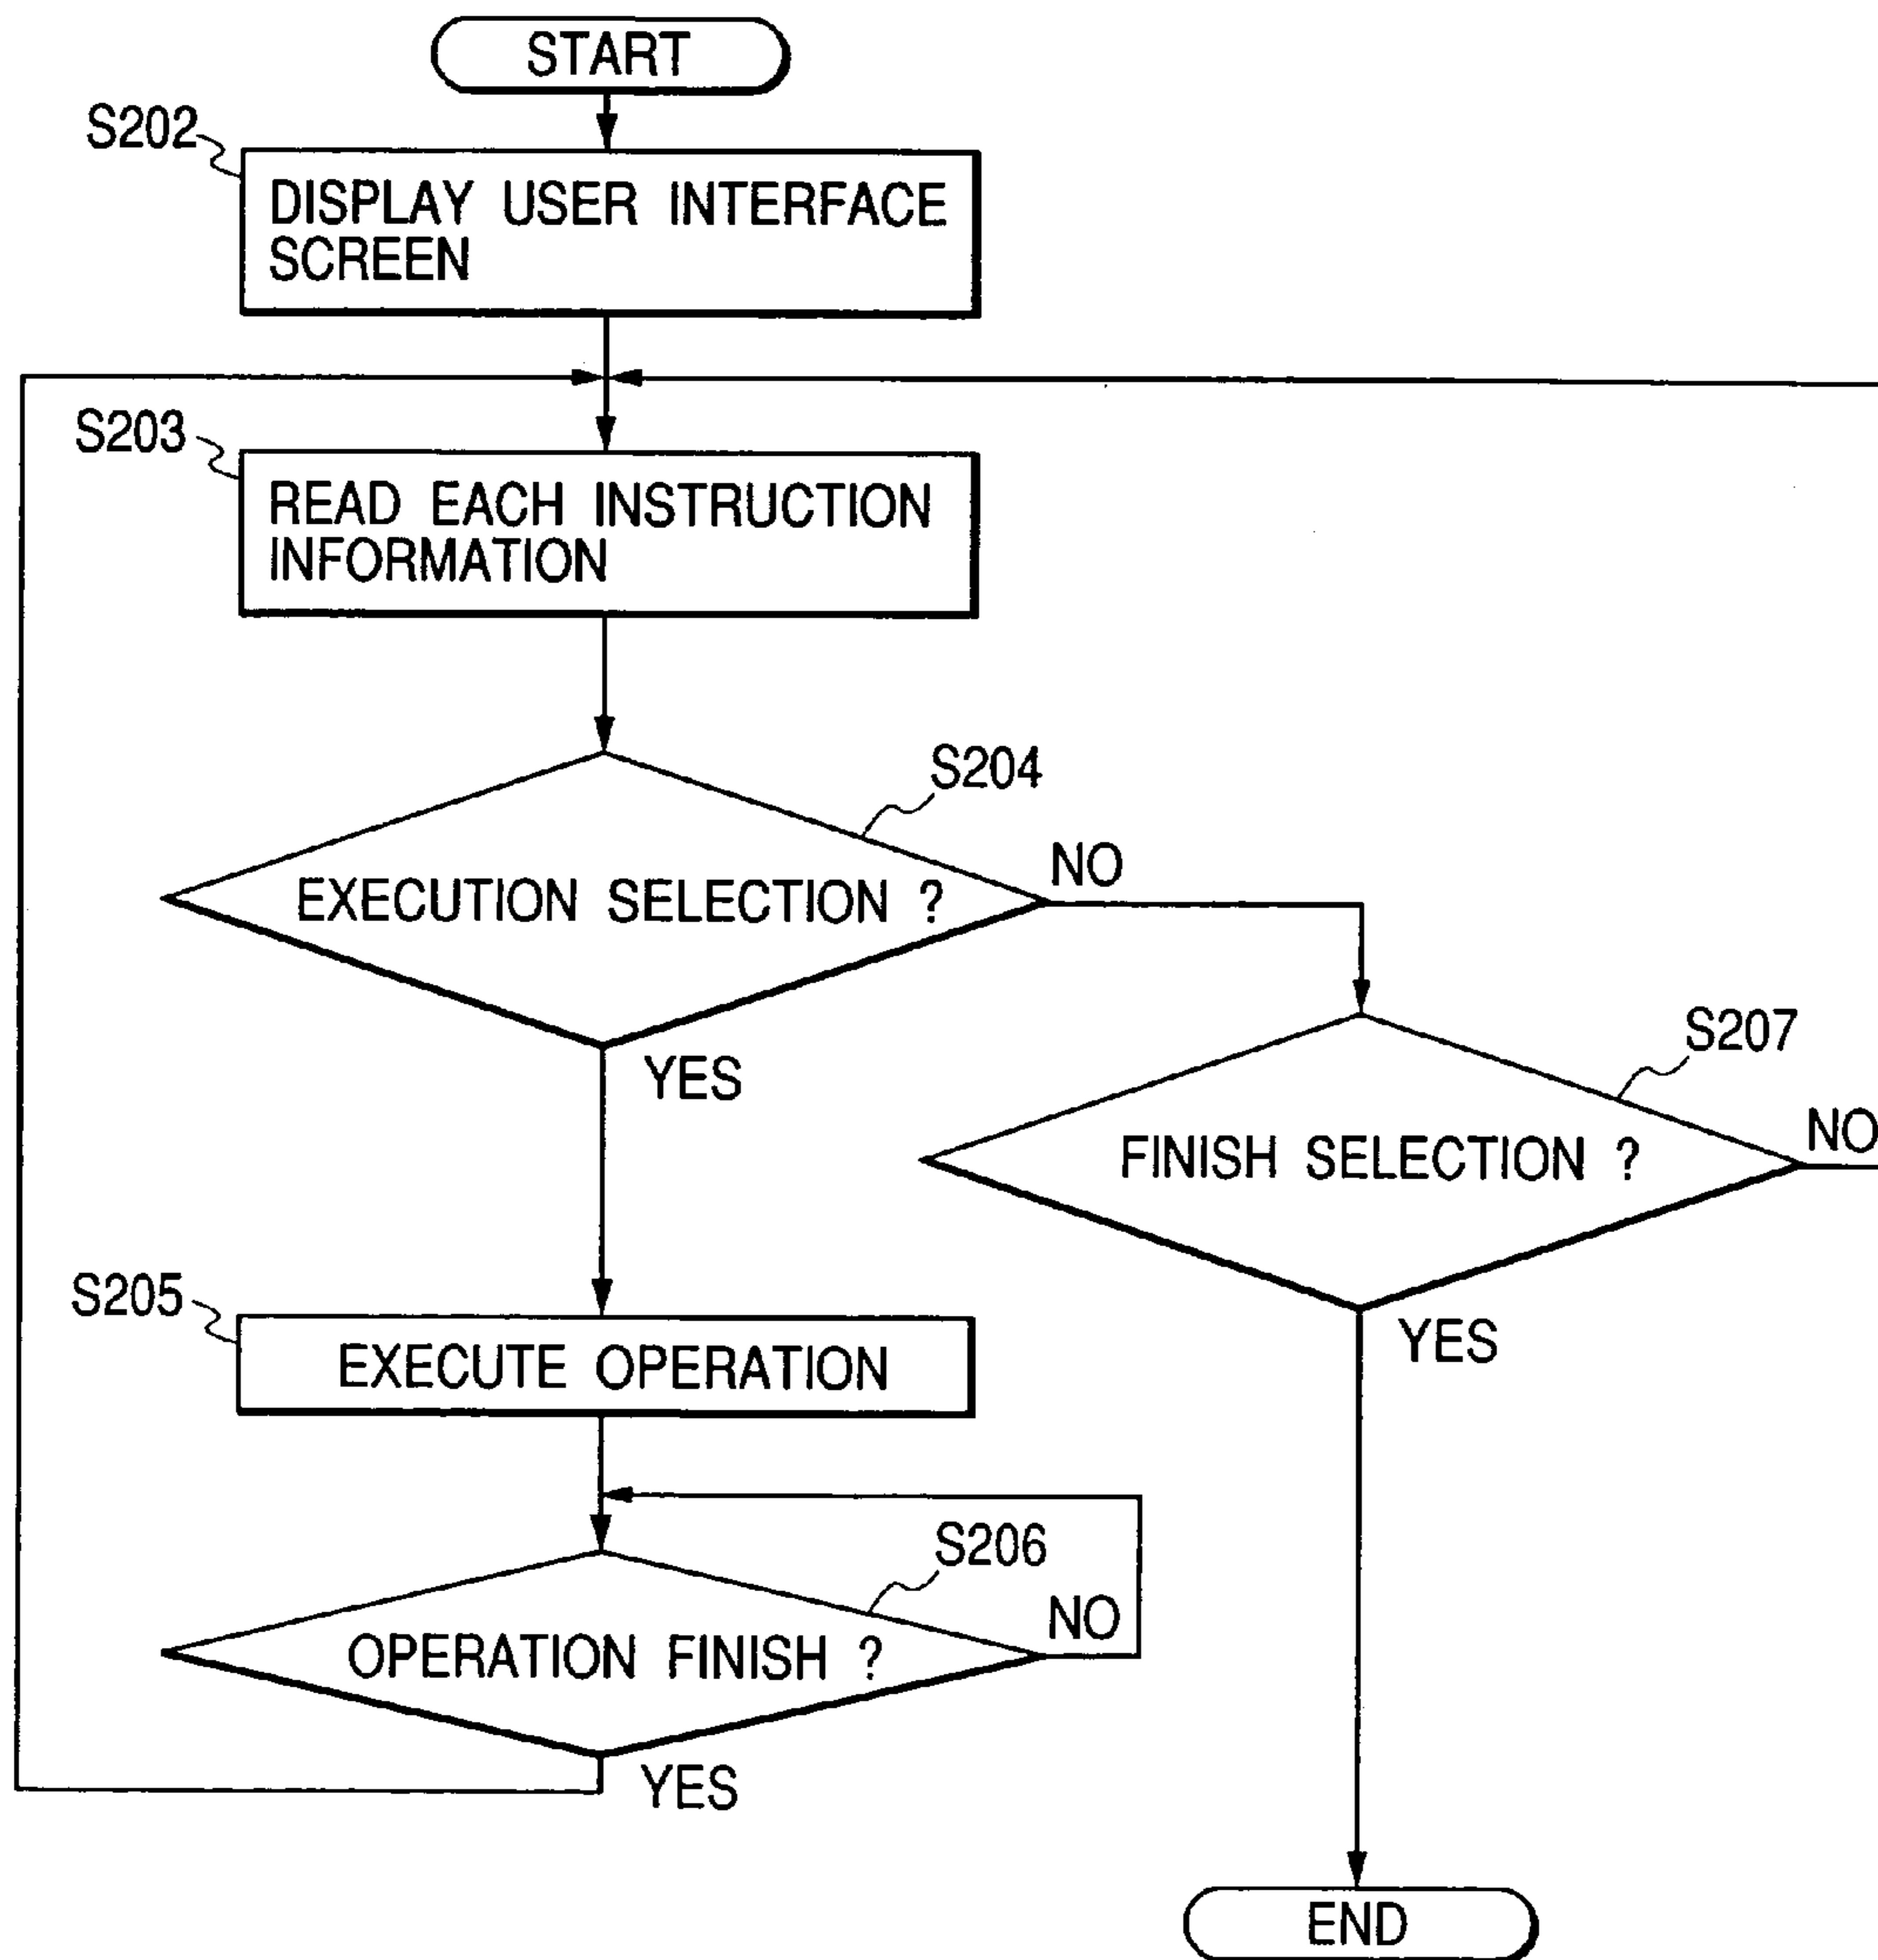 START
S202
DISPLAY USER INTERFACE
SCREEN
S203
READ EACH INSTRUCTION
INFORMATION
S204
EXECUTION SELECTION ?
NO
YES
S207
FINISH SELECTION ?
NO
YES
S205
EXECUTE OPERATION
S206
OPERATION FINISH ?
NO
YES
END